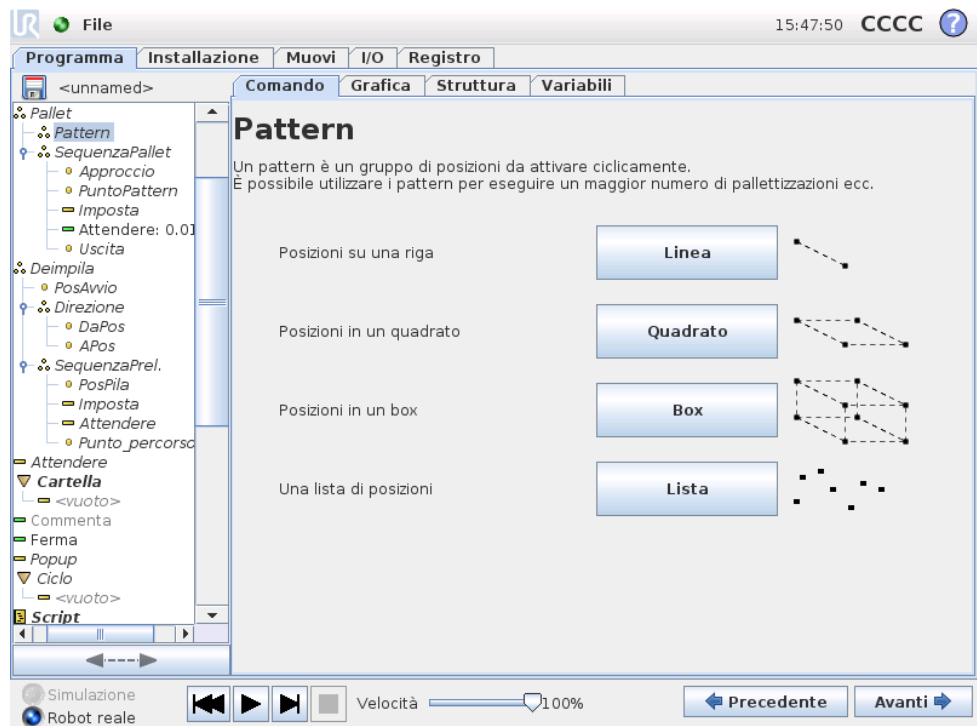 UR File 15:47:50 CCCC ?
Programma Installazione Muovi I/O Registro
<unnamed>
Comando Grafica Struttura Variabili
Pallet
Pattern
SequenzaPallet
Approccio
PuntoPattern
Imposta
Attendere: 0.01
Uscita
Deimpila
PosAvvio
Direzione
DaPos
APos
SequenzaPrel.
PosPila
Imposta
Attendere
Punto_percorso
Attendere
Cartella
<vuoto>
Commenta
Ferma
Popup
Ciclo
<vuoto>
Script
Pattern
Un pattern è un gruppo di posizioni da attivare ciclicamente.
È possibile utilizzare i pattern per eseguire un maggior numero di pallettizzazioni ecc.
Posizioni su una riga Linea
Posizioni in un quadrato Quadrato
Posizioni in un box Box
Una lista di posizioni Lista
Simulazione
Robot reale
Velocità 100%
Precedente Avanti